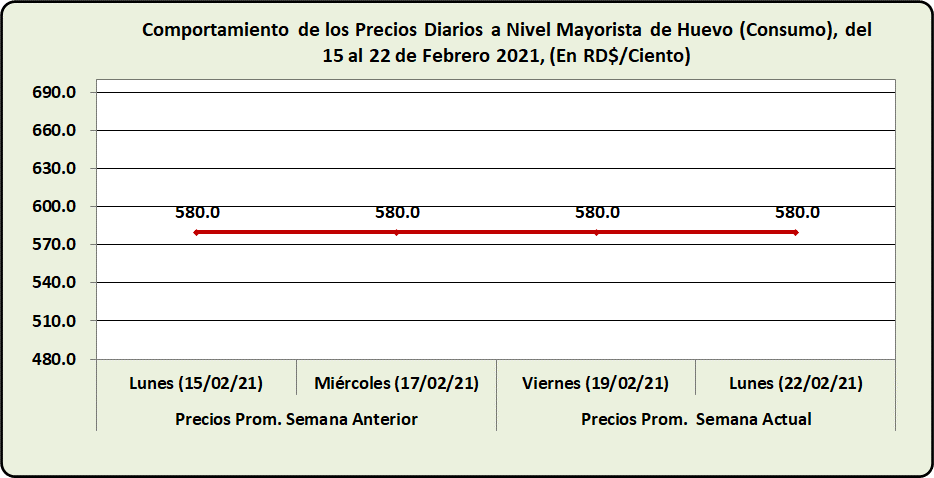 Comportamiento de los Precios Diarios a Nivel Mayorista de Huevo (Consumo), del
15 al 22 de Febrero 2021, (En RD$/Ciento)
690.0
660.0
630.0
600.0
570.0
540.0
510.0
480.0
580.0 580.0 580.0 580.0
Lunes (15/02/21) Miércoles (17/02/21) Viernes (19/02/21) Lunes (22/02/21)
Precios Prom. Semana Anterior Precios Prom. Semana Actual